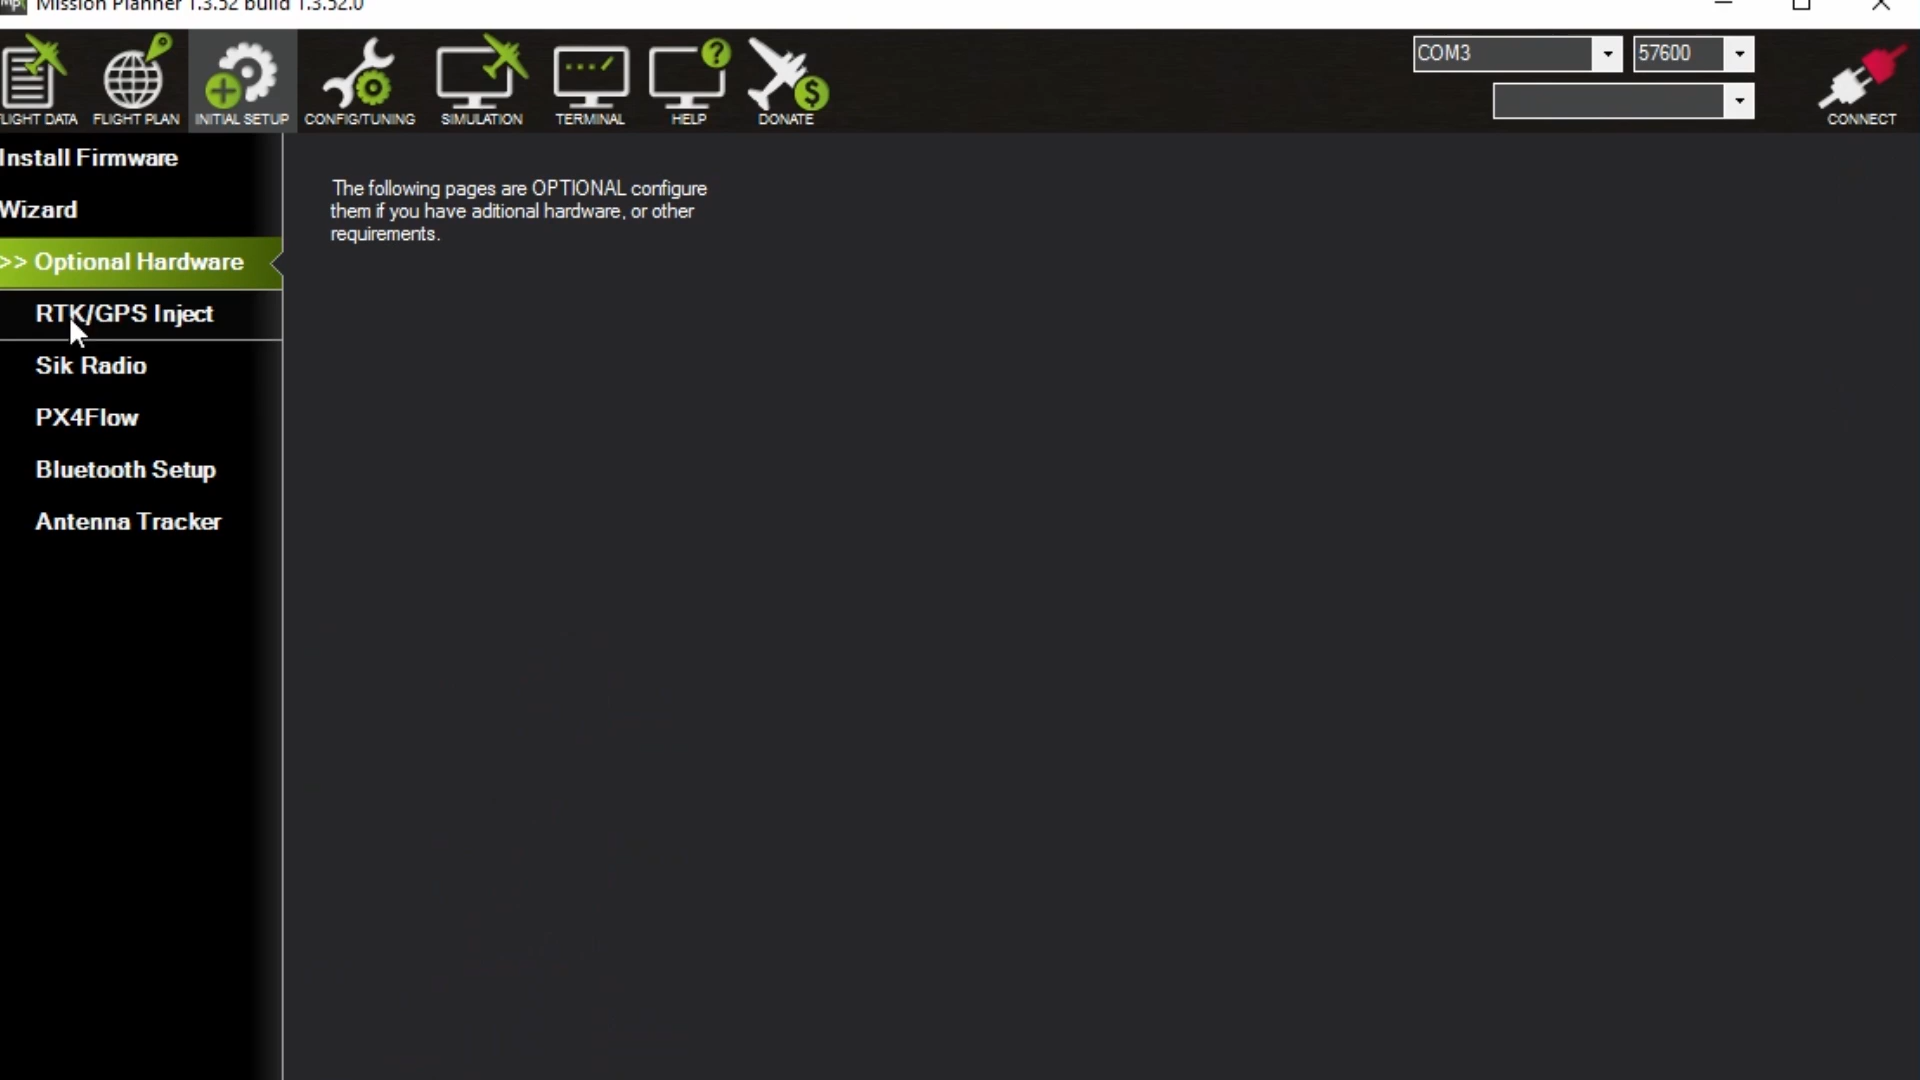 Mission Planner 1.3.52 build 1.3.52.0
COM3
57600
LIGHT DATA
FLIGHT PLAN
INITIAL SETUP
CONFIG/TUNING
SIMULATION
TERMINAL
HELP
DONATE
CONNECT
Install Firmware
Wizard
>> Optional Hardware
RTK/GPS Inject
Sik Radio
PX4Flow
Bluetooth Setup
Antenna Tracker
The following pages are OPTIONAL configure
them if you have aditional hardware, or other
requirements.